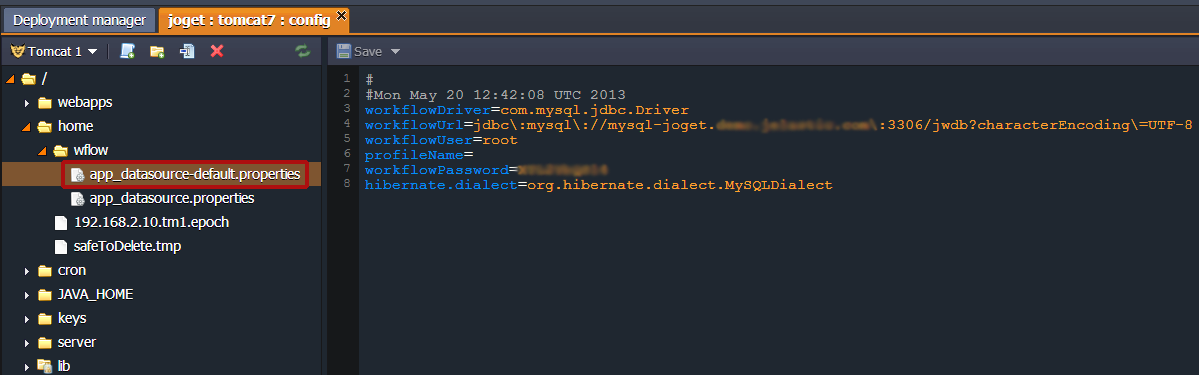 Deployment manager
joget : tomcat7 : config
Tomcat 1
Save
/
webapps
home
wflow
app_datasource-default.properties
app_datasource.properties
192.168.2.10.tm1.epoch
safeToDelete.tmp
cron
JAVA_HOME
keys
server
lib
1 #
2 #Mon May 20 12:42:08 UTC 2013
3 workflowDriver=com.mysql.jdbc.Driver
4 workflowUrl=jdbc\:mysql\://mysql-joget.\:3306/jwdb?characterEncoding\=UTF-8
5 workflowUser=root
6 profileName=
7 workflowPassword=
8 hibernate.dialect=org.hibernate.dialect.MySQLDialect